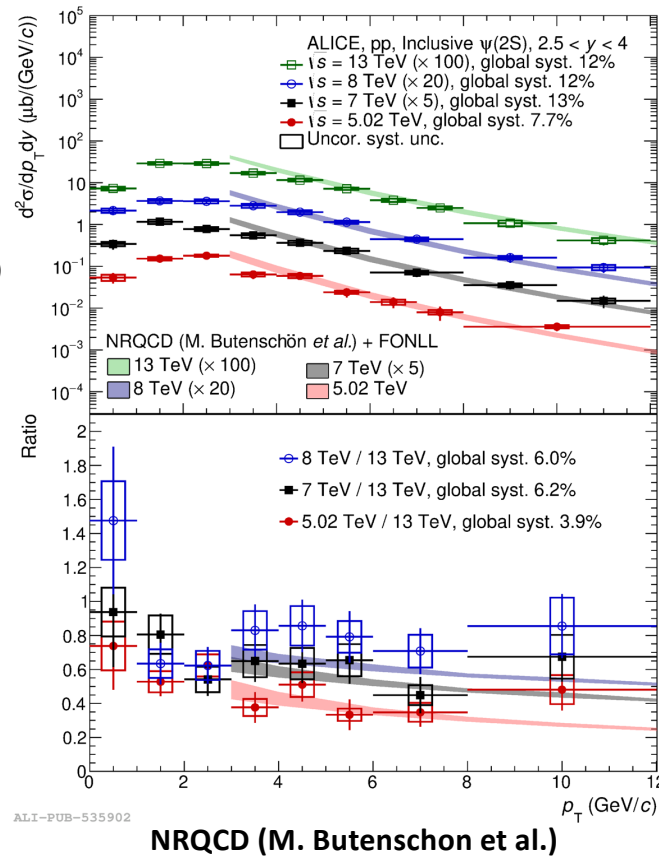 ALICE, pp, Inclusive ψ(2S), 2.5 < y < 4
√s = 13 TeV (× 100), global syst. 12%
√s = 8 TeV (× 20), global syst. 12%
√s = 7 TeV (× 5), global syst. 13%
√s = 5.02 TeV, global syst. 7.7%
Uncor. syst. unc.
d²σ/dp_T dy (μb/(GeV/c))
10⁵
10⁴
10³
10²
10
1
10⁻¹
10⁻²
10⁻³
10⁻⁴
NRQCD (M. Butenschön et al.) + FONLL
13 TeV (× 100)
7 TeV (× 5)
8 TeV (× 20)
5.02 TeV
Ratio
8 TeV / 13 TeV, global syst. 6.0%
7 TeV / 13 TeV, global syst. 6.2%
5.02 TeV / 13 TeV, global syst. 3.9%
2
1.8
1.6
1.4
1.2
1
0.8
0.6
0.4
0.2
0
0 2 4 6 8 10 12
p_T (GeV/c)
ALI-PUB-535902
NRQCD (M. Butenschon et al.)